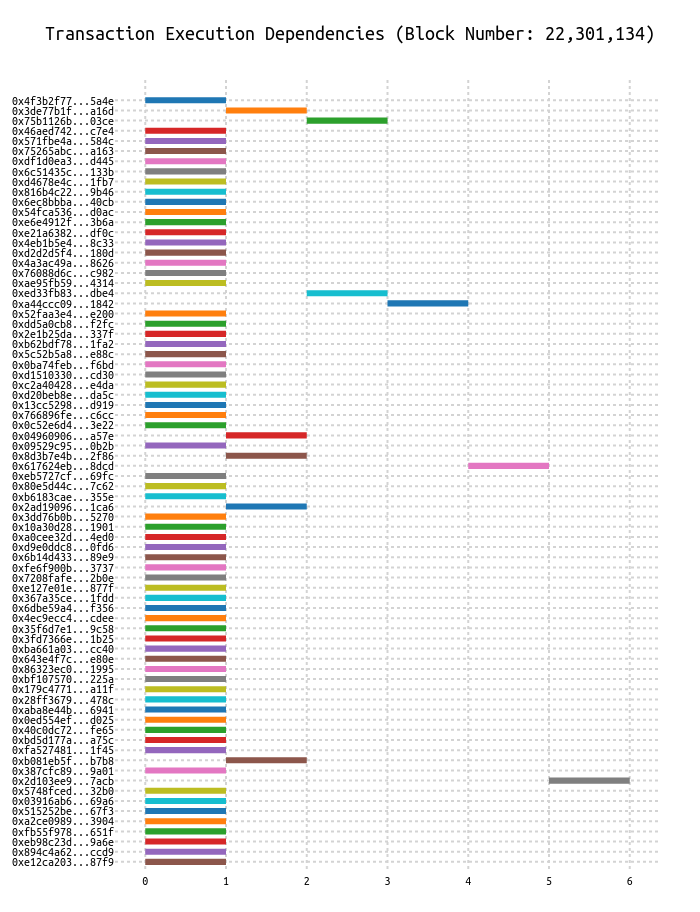 Transaction Execution Dependencies (Block Number: 22,301,134)
0x4f3b2f77...5a4e
0x3de77b1f...a16d
0x75b1126b...03ce
0x46aed742...c7e4
0x571fbe4a...584c
0x75265abc...a163
0xdf1d0ea3...d445
0x6c51435c...133b
0xd4678e4c...1fb7
0x816b4c22...9b46
0x6ec8bbba...40cb
0x54fca536...d0ac
0xe6e4912f...3b6a
0xe21a6382...df0c
0x4eb1b5e4...8c33
0xd2d2d5f4...180d
0x4a3ac49a...8626
0x76088d6c...c982
0xae95fb59...4314
0xed33fb83...dbe4
0xa44ccc09...1842
0x52faa3e4...e200
0xdd5a0cb8...f2fc
0x2e1b25da...337f
0xb62bdf78...1fa2
0x5c52b5a8...e88c
0x0ba74feb...f6bd
0xd1510330...cd30
0xc2a40428...e4da
0xd20beb8e...da5c
0x13cc5298...d919
0x766896fe...c6cc
0x0c52e6d4...3e22
0x04960906...a57e
0x09529c95...0b2b
0x8d3b7e4b...2f86
0x617624eb...8dcd
0xeb5727cf...69fc
0x80e5d44c...7c62
0xb6183cae...355e
0x2ad19096...1ca6
0x3dd76b0b...5270
0x10a30d28...1901
0xa0cee32d...4ed0
0xd9e0ddc8...0fd6
0x6b14d433...89e9
0xfe6f900b...3737
0x7208fafe...2b0e
0xe127e01e...877f
0x367a35ce...1fdd
0x6dbe59a4...f356
0x4ec9ecc4...cdee
0x35f6d7e1...9c58
0x3fd7366e...1b25
0xba661a03...cc40
0x643e4f7c...e80e
0x86323ec0...1995
0xbf107570...225a
0x179c4771...a11f
0x28ff3679...478c
0xaba8e44b...6941
0x0ed554ef...d025
0x40c0dc72...fe65
0xbd5d177a...a75c
0xfa527481...1f45
0xb081eb5f...b7b8
0x387cfc89...9a01
0x2d103ee9...7acb
0x5748fced...32b0
0x03916ab6...69a6
0x515252be...67f3
0xa2ce0989...3904
0xfb55f978...651f
0xeb98c23d...9a6e
0x894c4a62...ccd9
0xe12ca203...87f9
0 1 2 3 4 5 6